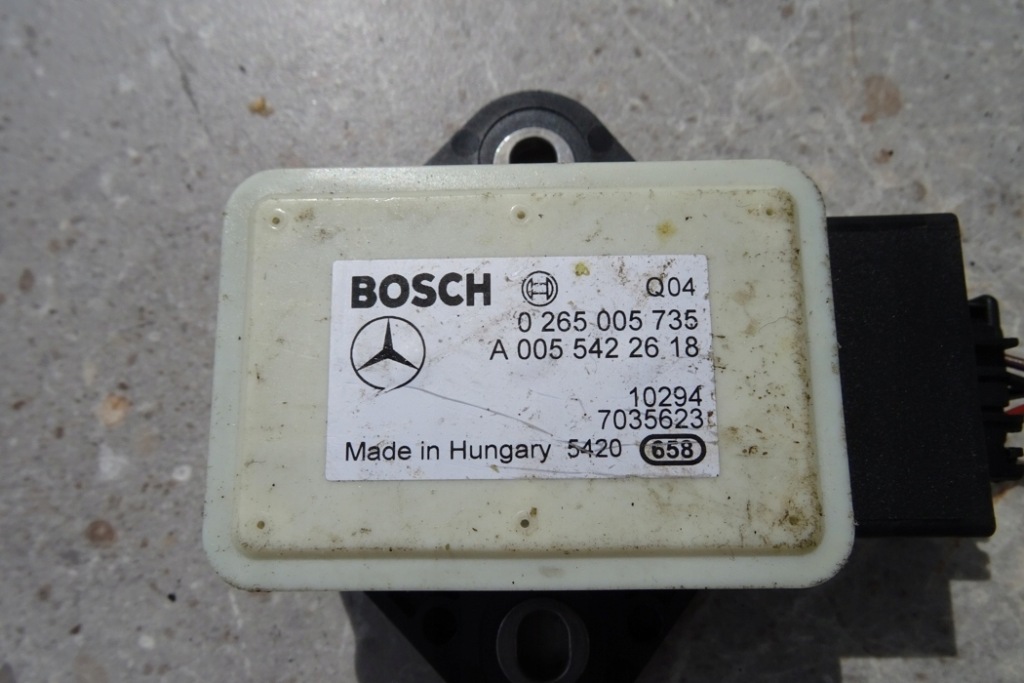 BOSCH Q04
0 265 005 735
A 005 542 26 18
10294
7035623
Made in Hungary 5420 658